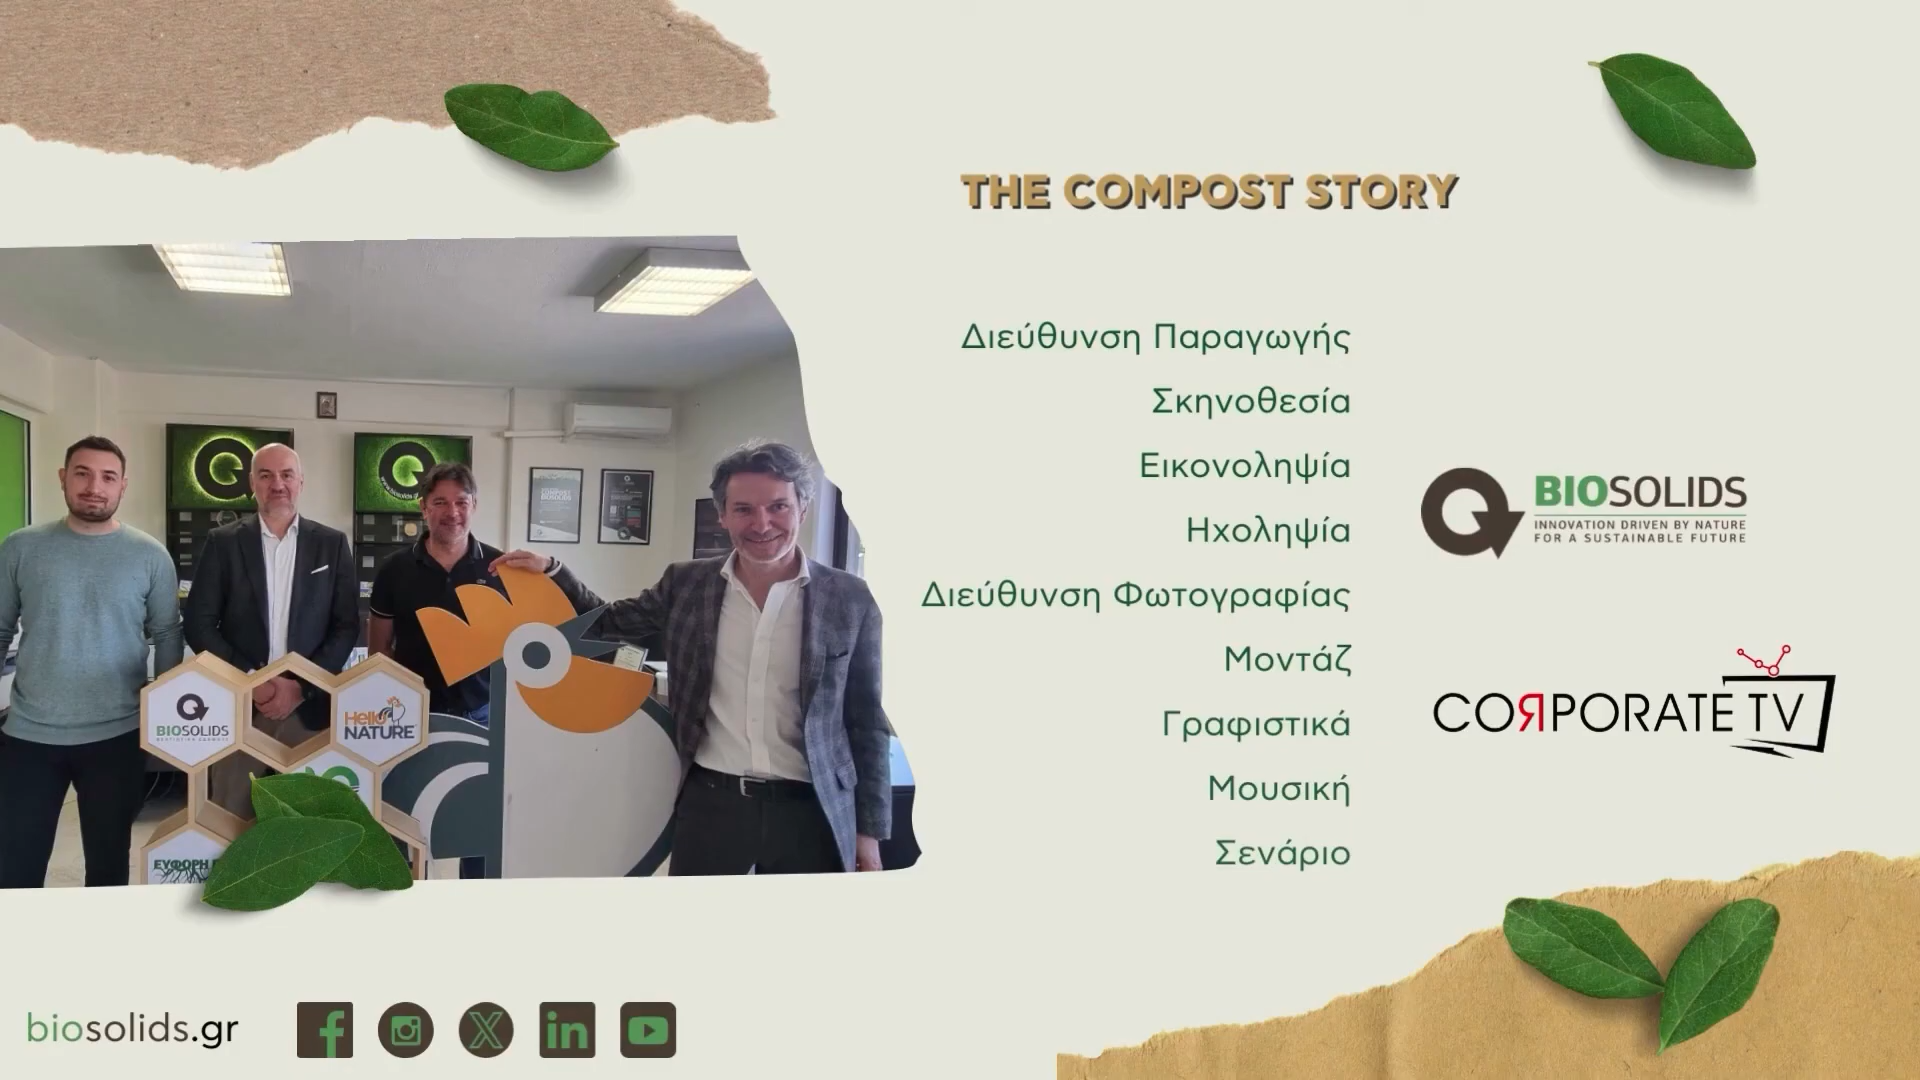 THE COMPOST STORY
Διεύθυνση Παραγωγής
Σκηνοθεσία
Εικονοληψία
Ηχοληψία
Διεύθυνση Φωτογραφίας
Μοντάζ
Γραφιστικά
Μουσική
Σενάριο
BIOSOLIDS
INNOVATION DRIVEN BY NATURE
FOR A SUSTAINABLE FUTURE
COЯPORATE TV
BIOSOLIDS
Hello
NATURE
ΕΥΦΟΡΗ
biosolids.gr